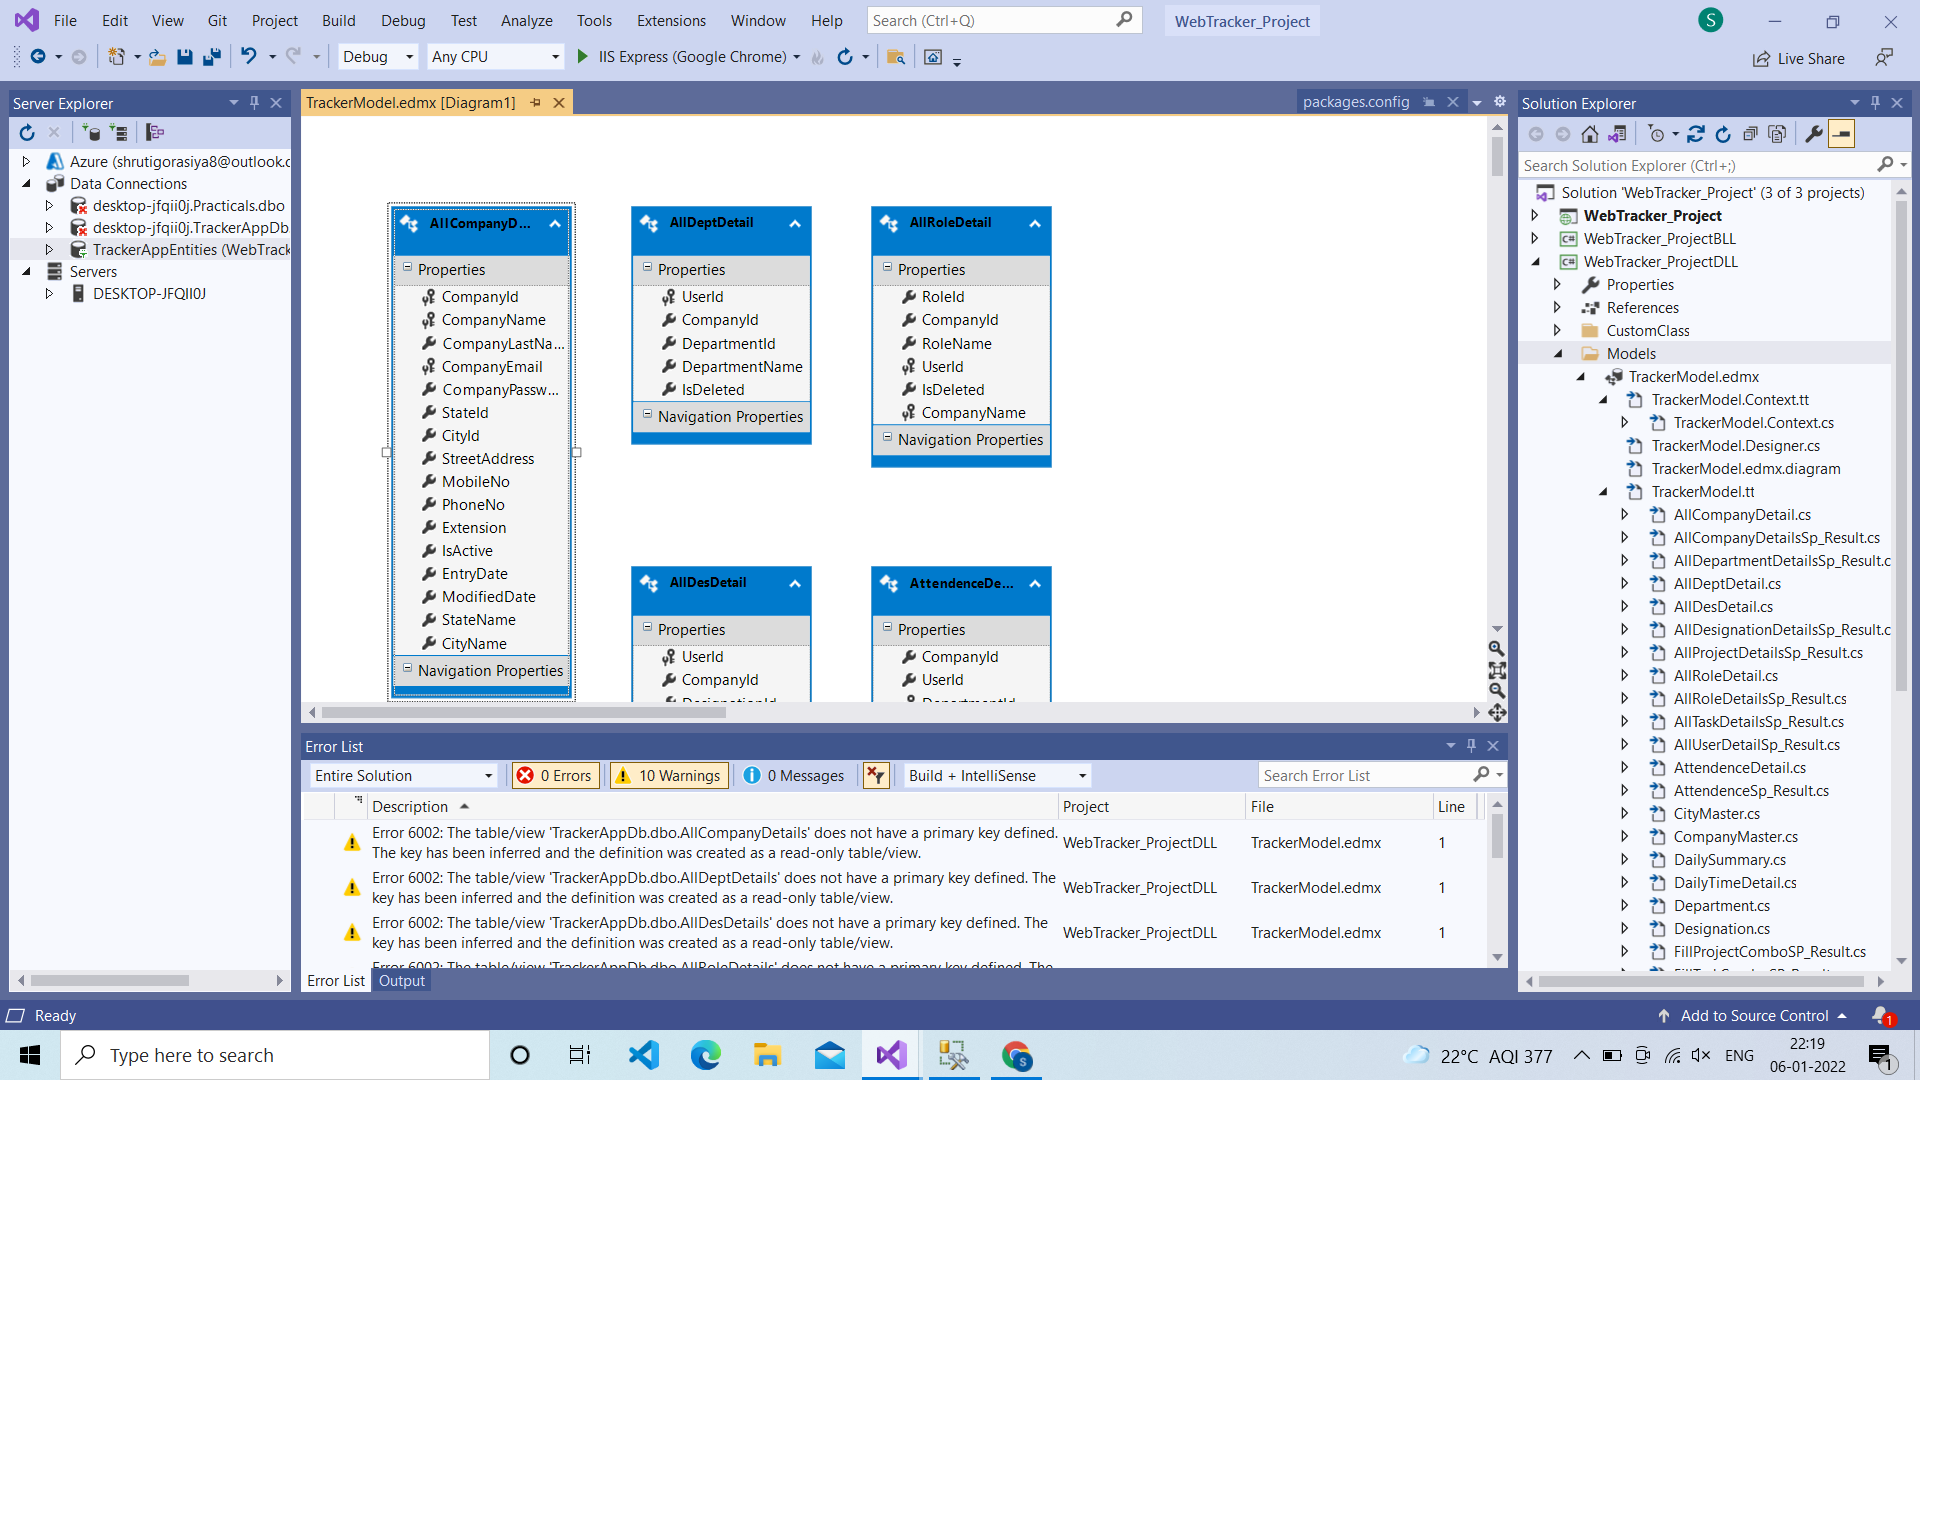 File Edit View Git Project Build Debug Test Analyze Tools Extensions Window Help Search (Ctrl+Q) WebTracker_Project S
Debug Any CPU IIS Express (Google Chrome) Live Share
Server Explorer
Azure (shrutigorasiya8@outlook.c
Data Connections
desktop-jfqii0j.Practicals.dbo
desktop-jfqii0j.TrackerAppDb
TrackerAppEntities (WebTrack
Servers
DESKTOP-JFQII0J
TrackerModel.edmx [Diagram1] packages.config
AllCompanyD...
Properties
CompanyId
CompanyName
CompanyLastNa...
CompanyEmail
CompanyPassw...
StateId
CityId
StreetAddress
MobileNo
PhoneNo
Extension
IsActive
EntryDate
ModifiedDate
StateName
CityName
Navigation Properties
AllDeptDetail
Properties
UserId
CompanyId
DepartmentId
DepartmentName
IsDeleted
Navigation Properties
AllRoleDetail
Properties
RoleId
CompanyId
RoleName
UserId
IsDeleted
CompanyName
Navigation Properties
AllDesDetail
Properties
UserId
CompanyId
DesignationId
AttendenceDe...
Properties
CompanyId
UserId
DepartmentId
Error List
Entire Solution 0 Errors 10 Warnings 0 Messages Build + IntelliSense Search Error List
Description Project File Line
Error 6002: The table/view 'TrackerAppDb.dbo.AllCompanyDetails' does not have a primary key defined.
The key has been inferred and the definition was created as a read-only table/view.
WebTracker_ProjectDLL TrackerModel.edmx 1
Error 6002: The table/view 'TrackerAppDb.dbo.AllDeptDetails' does not have a primary key defined. The
key has been inferred and the definition was created as a read-only table/view.
WebTracker_ProjectDLL TrackerModel.edmx 1
Error 6002: The table/view 'TrackerAppDb.dbo.AllDesDetails' does not have a primary key defined. The
key has been inferred and the definition was created as a read-only table/view.
WebTracker_ProjectDLL TrackerModel.edmx 1
Error 6002: The table/view 'TrackerAppDb.dbo.AllRoleDetails' does not have a primary key defined. The
Error List Output
Solution Explorer
Search Solution Explorer (Ctrl+;)
Solution 'WebTracker_Project' (3 of 3 projects)
WebTracker_Project
WebTracker_ProjectBLL
WebTracker_ProjectDLL
Properties
References
CustomClass
Models
TrackerModel.edmx
TrackerModel.Context.tt
TrackerModel.Context.cs
TrackerModel.Designer.cs
TrackerModel.edmx.diagram
TrackerModel.tt
AllCompanyDetail.cs
AllCompanyDetailsSp_Result.cs
AllDepartmentDetailsSp_Result.c
AllDeptDetail.cs
AllDesDetail.cs
AllDesignationDetailsSp_Result.c
AllProjectDetailsSp_Result.cs
AllRoleDetail.cs
AllRoleDetailsSp_Result.cs
AllTaskDetailsSp_Result.cs
AllUserDetailSp_Result.cs
AttendenceDetail.cs
AttendenceSp_Result.cs
CityMaster.cs
CompanyMaster.cs
DailySummary.cs
DailyTimeDetail.cs
Department.cs
Designation.cs
FillProjectComboSP_Result.cs
Ready Add to Source Control 1
Type here to search 22°C AQI 377 ENG 22:19
06-01-2022 1